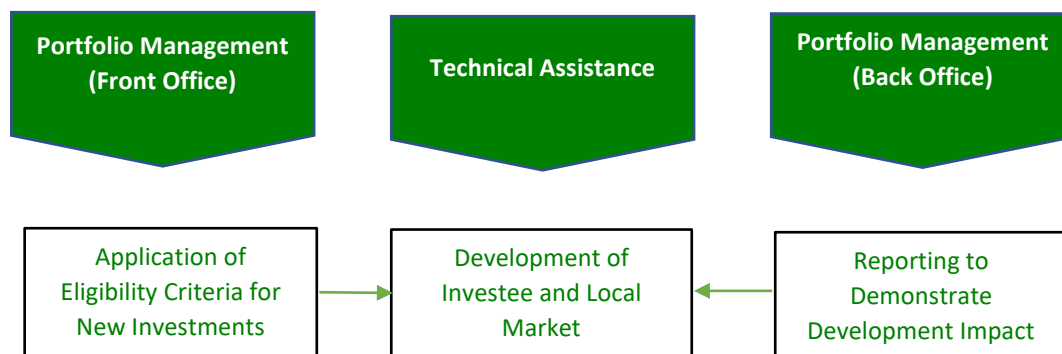 Portfolio Management
(Front Office)
Technical Assistance
Portfolio Management
(Back Office)
Application of
Eligibility Criteria for
New Investments
Development of
Investee and Local
Market
Reporting to
Demonstrate
Development Impact